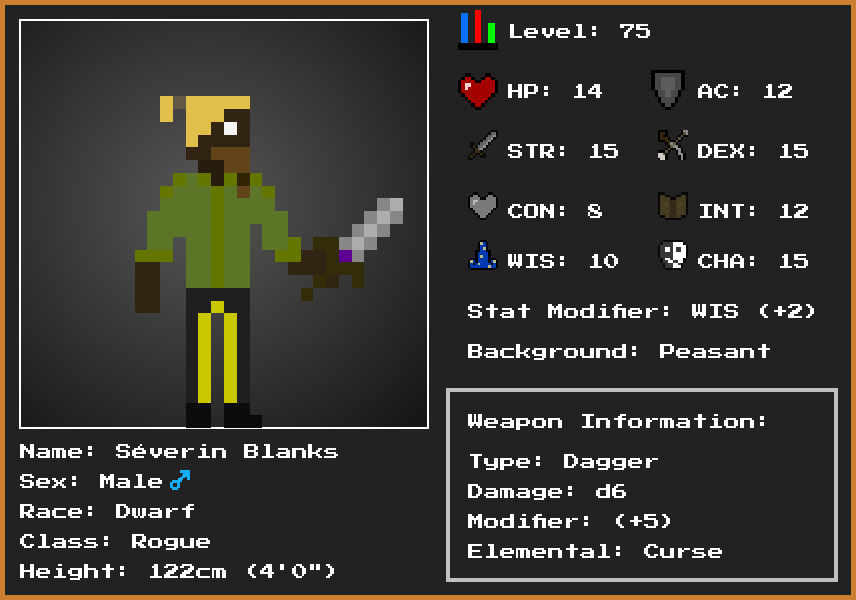 Level: 75
HP: 14
AC: 12
STR: 15
DEX: 15
CON: 8
INT: 12
WIS: 10
CHA: 15
Stat Modifier: WIS (+2)
Background: Peasant
Weapon Information:
Type: Dagger
Damage: d6
Modifier: (+5)
Elemental: Curse
Name: Séverin Blanks
Sex: Male ♂
Race: Dwarf
Class: Rogue
Height: 122cm (4'0")